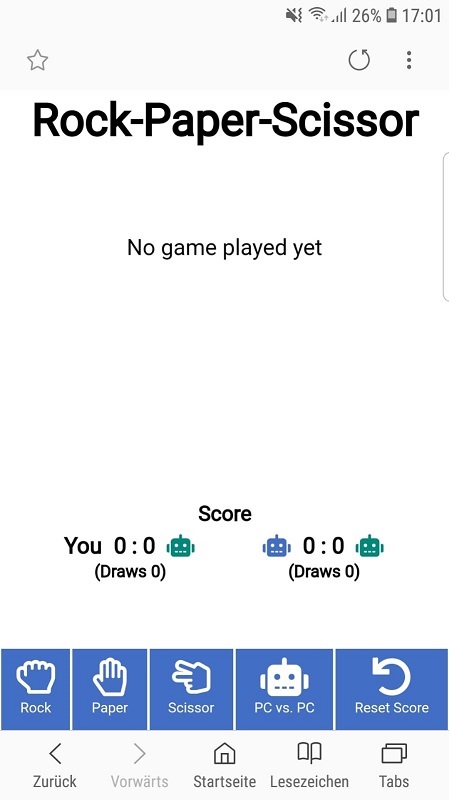 26% 17:01
Rock-Paper-Scissor
No game played yet
Score
You 0 : 0 0 : 0
(Draws 0) (Draws 0)
Rock Paper Scissor PC vs. PC Reset Score
Zurück Vorwärts Startseite Lesezeichen Tabs